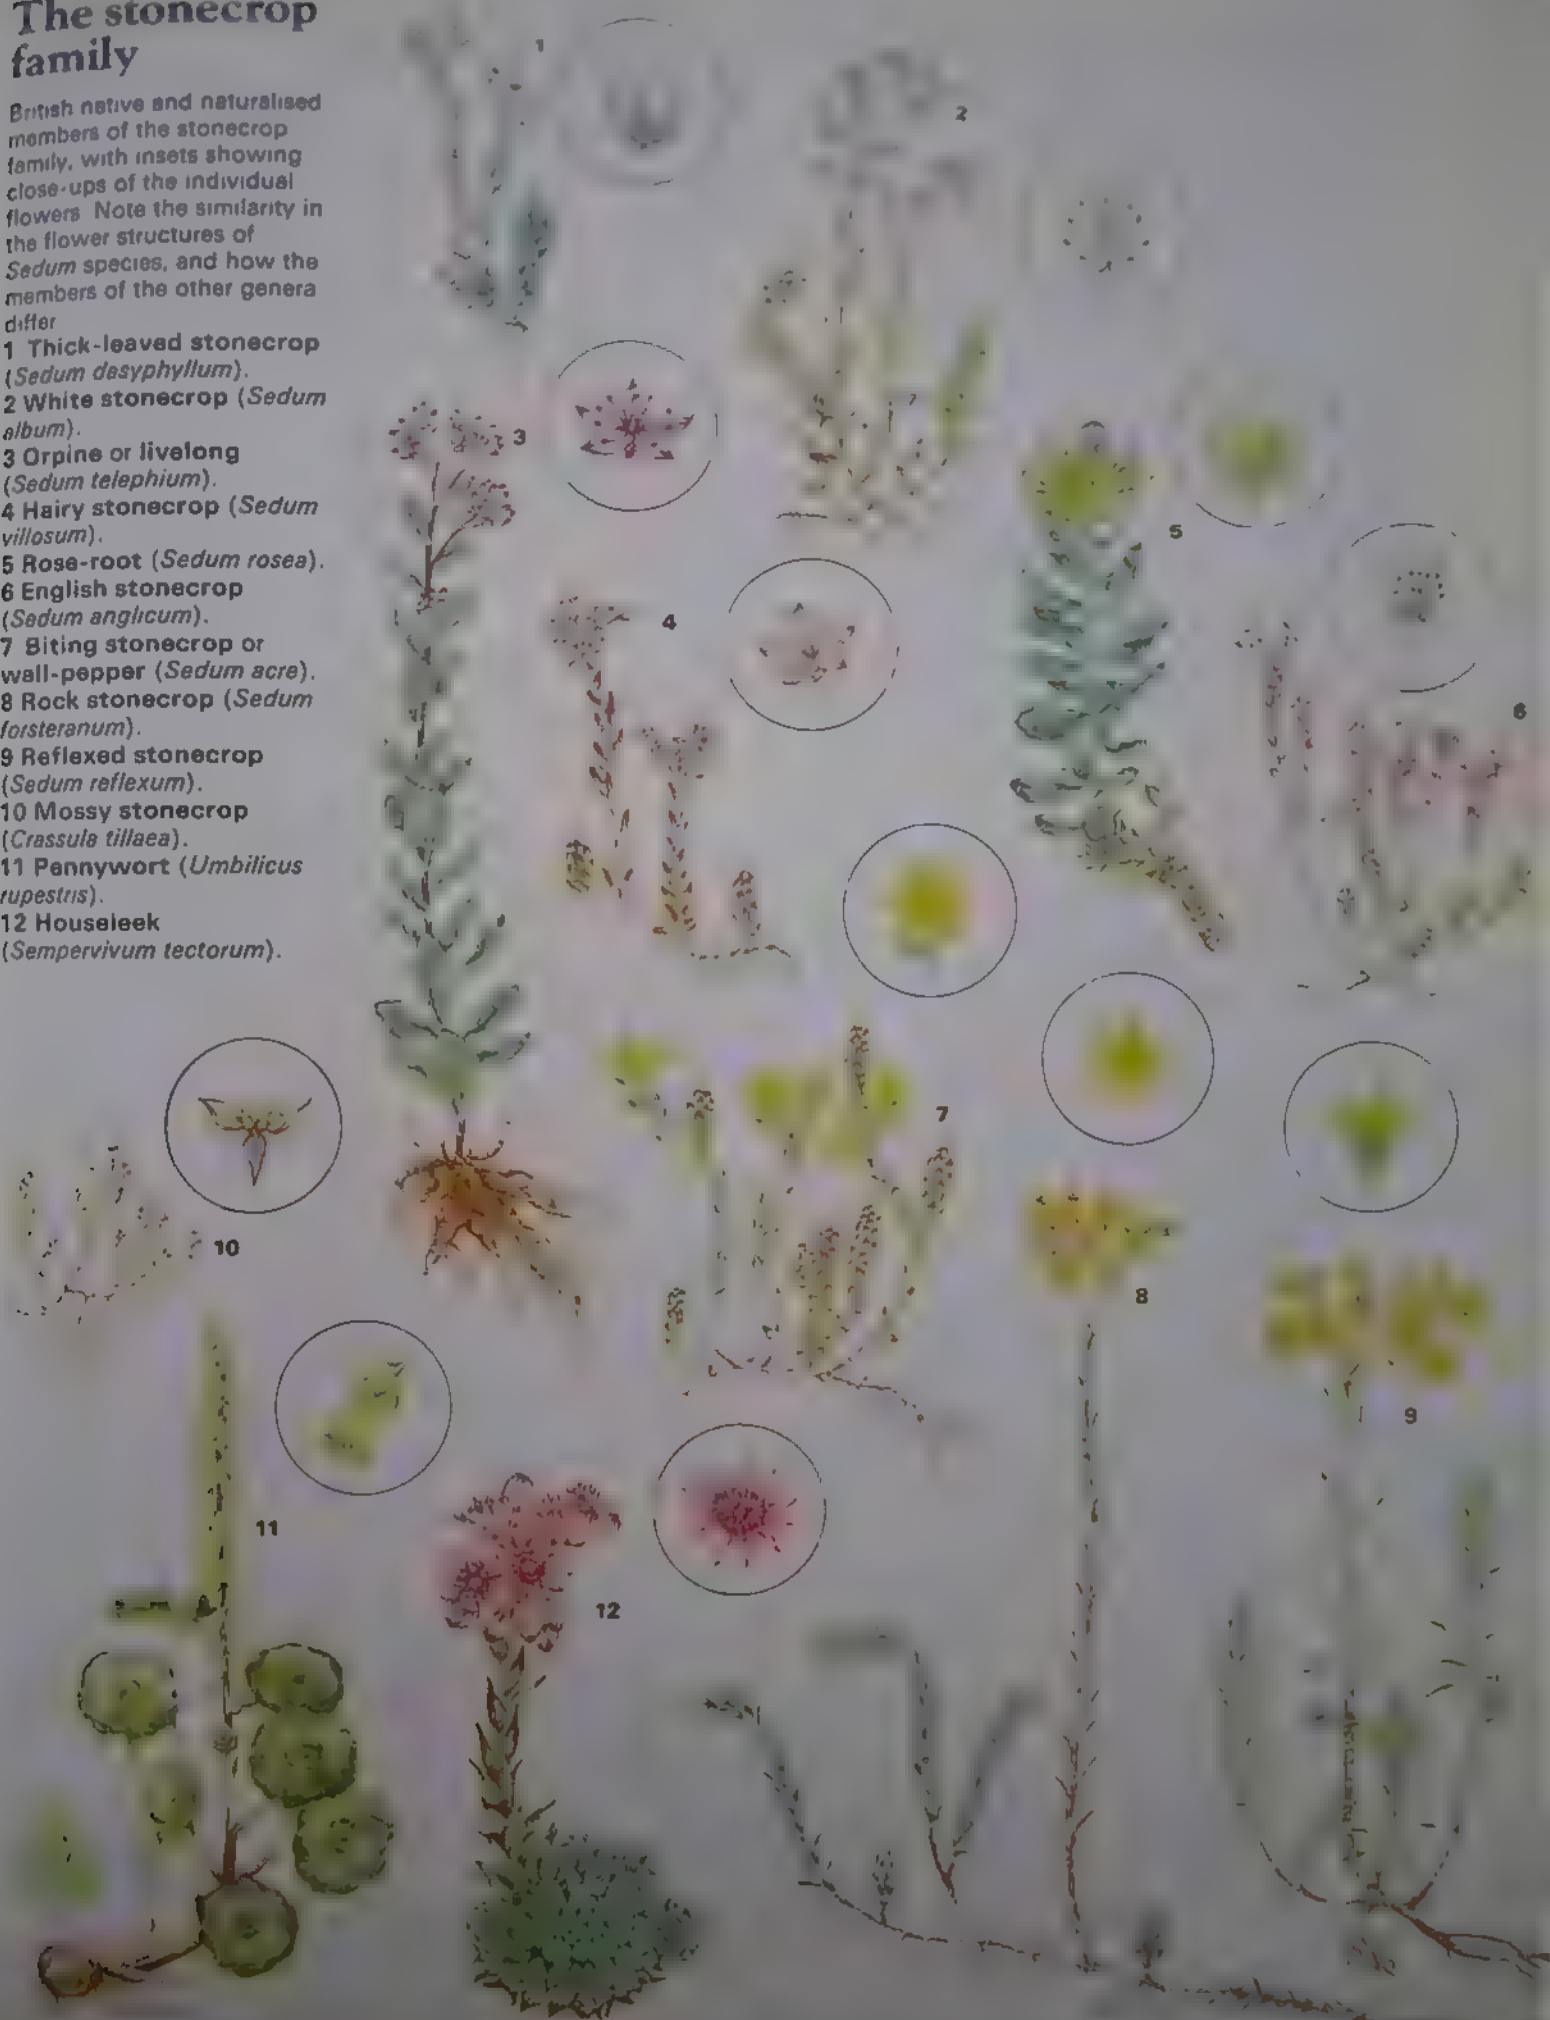 The stonecrop
family
British native and naturalised
members of the stonecrop
family, with insets showing
close-ups of the individual
flowers Note the similarity in
the flower structures of
Sedum species, and how the
members of the other genera
differ
1 Thick-leaved stonecrop
(Sedum dasyphyllum).
2 White stonecrop (Sedum
album).
3 Orpine or livelong
(Sedum telephium).
4 Hairy stonecrop (Sedum
villosum).
5 Rose-root (Sedum rosea).
6 English stonecrop
(Sedum anglicum).
7 Biting stonecrop or
wall-pepper (Sedum acre).
8 Rock stonecrop (Sedum
forsteranum).
9 Reflexed stonecrop
(Sedum reflexum).
10 Mossy stonecrop
(Crassula tillaea).
11 Pennywort (Umbilicus
rupestris).
12 Houseleek
(Sempervivum tectorum).
1
2
3
4
5
6
7
8
9
10
11
12